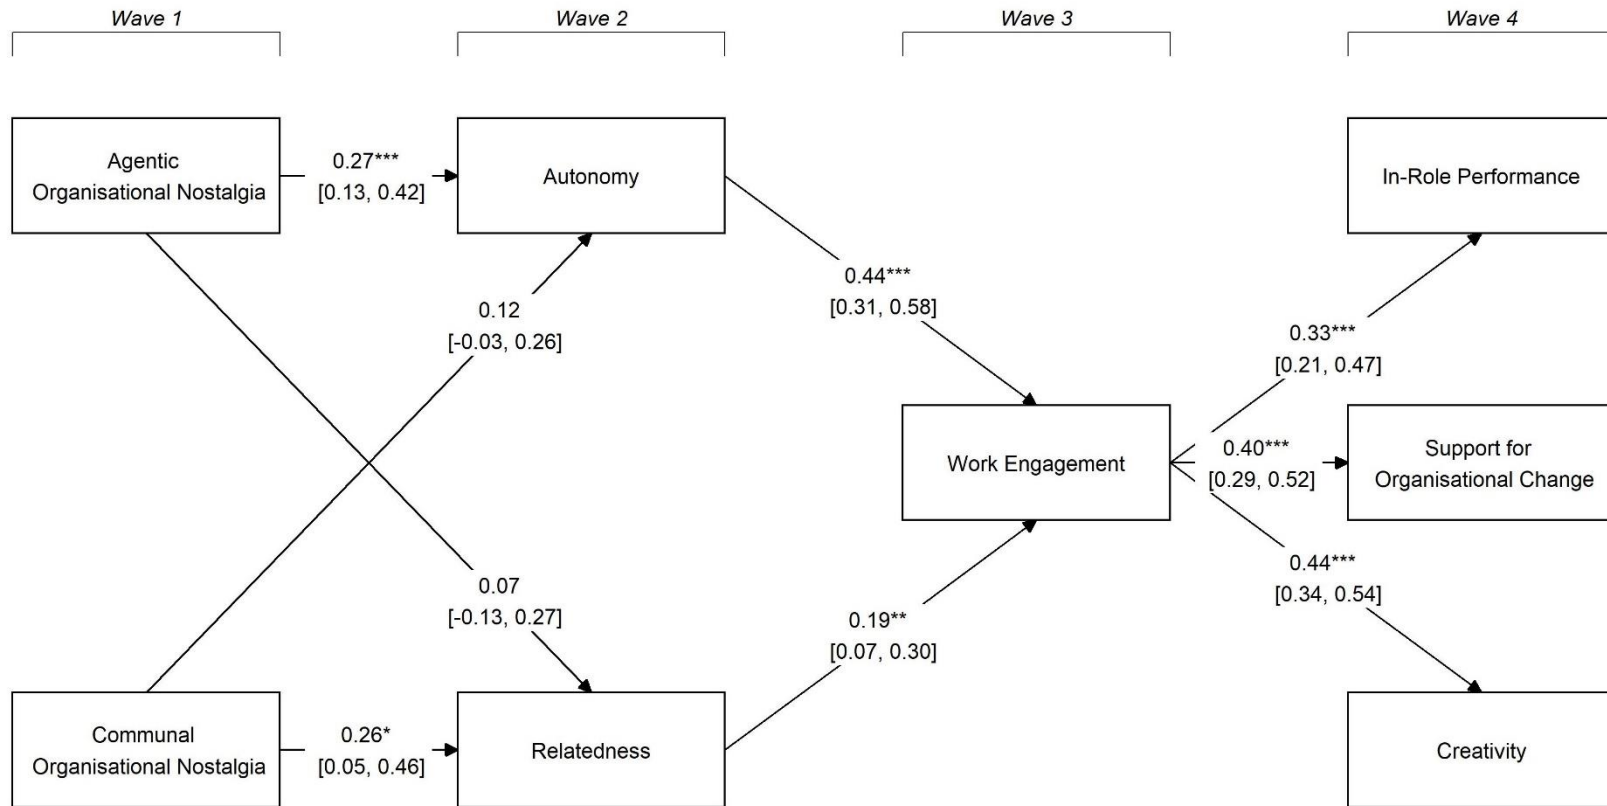 Wave 1
Wave 2
Wave 3
Wave 4
Agentic
Organisational Nostalgia
0.27***
[0.13, 0.42]
Autonomy
In-Role Performance
0.44***
[0.31, 0.58]
0.12
[-0.03, 0.26]
0.33***
[0.21, 0.47]
Work Engagement
0.40***
[0.29, 0.52]
Support for
Organisational Change
0.07
[-0.13, 0.27]
0.44***
[0.34, 0.54]
0.19**
[0.07, 0.30]
Communal
Organisational Nostalgia
0.26*
[0.05, 0.46]
Relatedness
Creativity